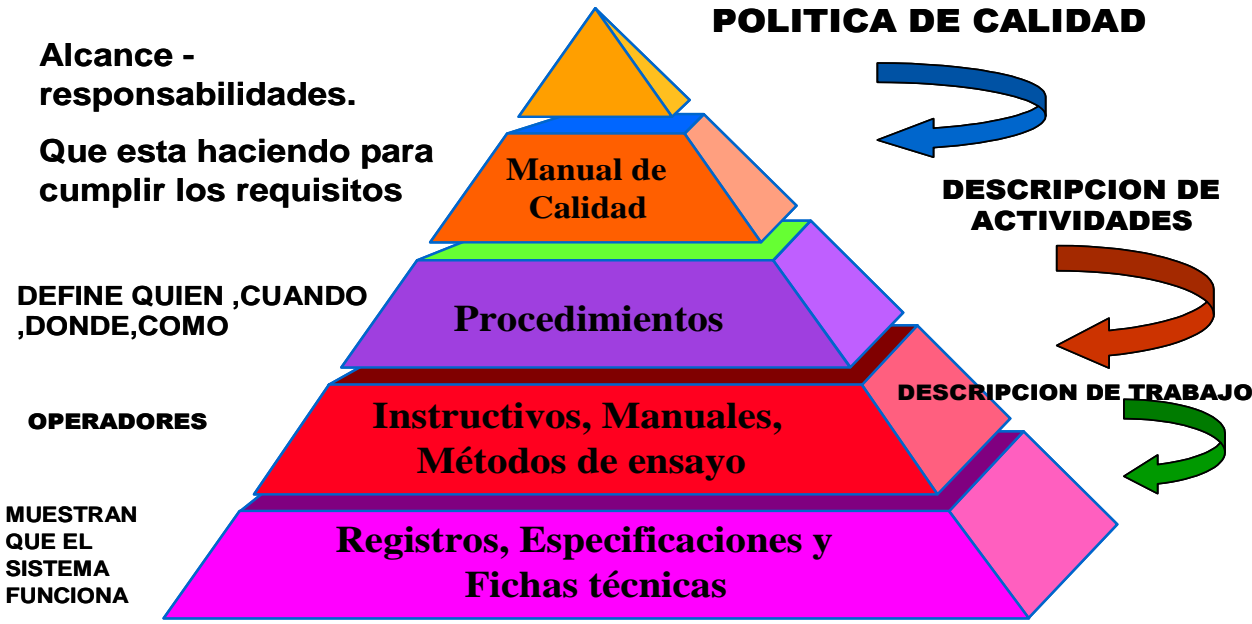 POLITICA DE CALIDAD
Alcance -
responsabilidades.
Que esta haciendo para
cumplir los requisitos
Manual de
Calidad
DESCRIPCION DE
ACTIVIDADES
DEFINE QUIEN ,CUANDO
,DONDE,COMO
Procedimientos
DESCRIPCION DE TRABAJO
OPERADORES
Instructivos, Manuales,
Métodos de ensayo
MUESTRAN
QUE EL
SISTEMA
FUNCIONA
Registros, Especificaciones y
Fichas técnicas